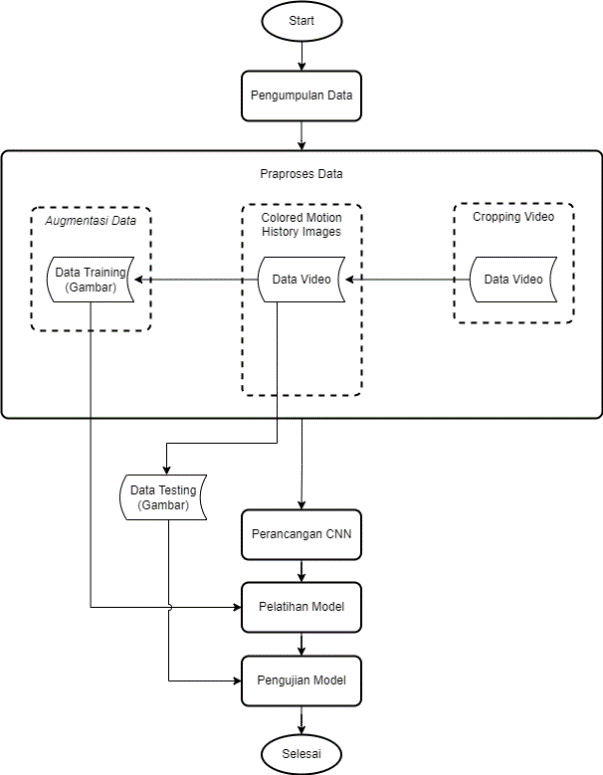 Start
Pengumpulan Data
Praproses Data
Augmentasi Data
Colored Motion
History Images
Cropping Video
Data Training
(Gambar)
Data Video
Data Video
Data Testing
(Gambar)
Perancangan CNN
Pelatihan Model
Pengujian Model
Selesai